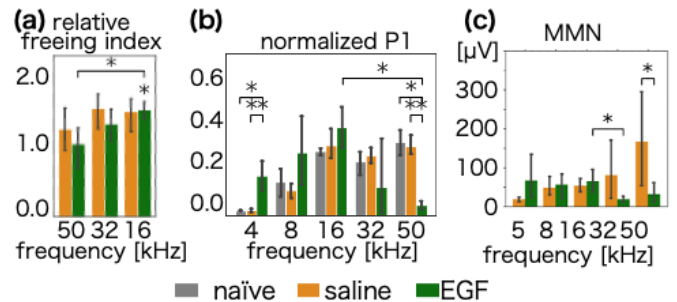 (a) relative
freeing index
*
*
2.0
1.0
0.0
50 32 16
frequency [kHz]
(b) normalized P1
*
**
*
*
**
0.6
0.4
0.2
0.0
4 8 16 32 50
frequency [kHz]
(c) MMN
[µV]
*
*
300
200
100
0
5 8 16 32 50
frequency [kHz]
naïve saline EGF